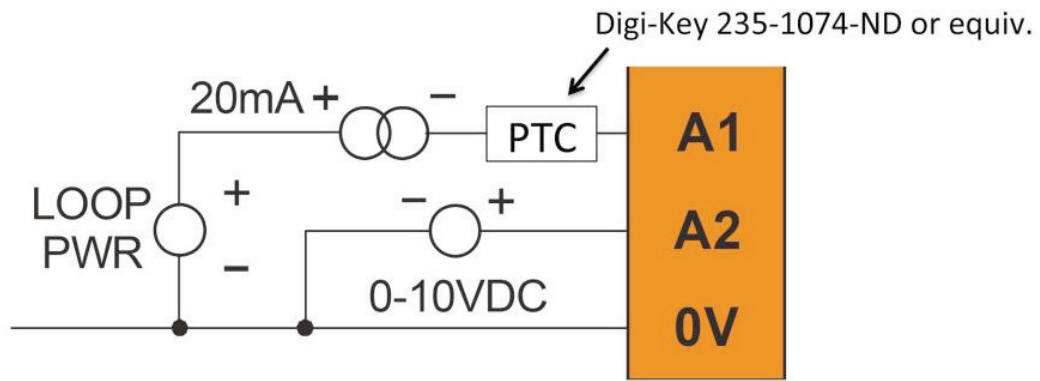 Digi-Key 235-1074-ND or equiv.
20mA + −
PTC
A1
LOOP
PWR
+
−
− +
A2
0-10VDC
0V